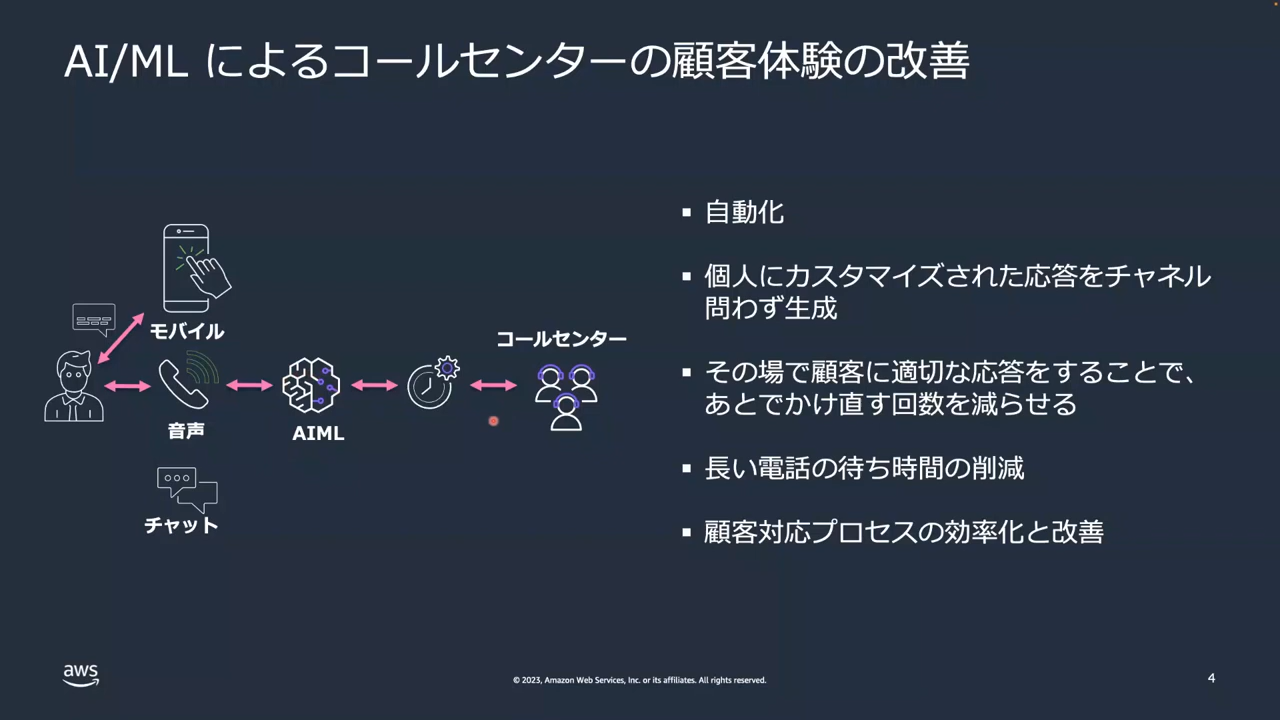 AI/ML によるコールセンターの顧客体験の改善
モバイル
音声
チャット
AIML
コールセンター
▪ 自動化
▪ 個人にカスタマイズされた応答をチャネル
問わず生成
▪ その場で顧客に適切な応答をすることで、
あとでかけ直す回数を減らせる
▪ 長い電話の待ち時間の削減
▪ 顧客対応プロセスの効率化と改善
aws
© 2023, Amazon Web Services, Inc. or its affiliates. All rights reserved.
4